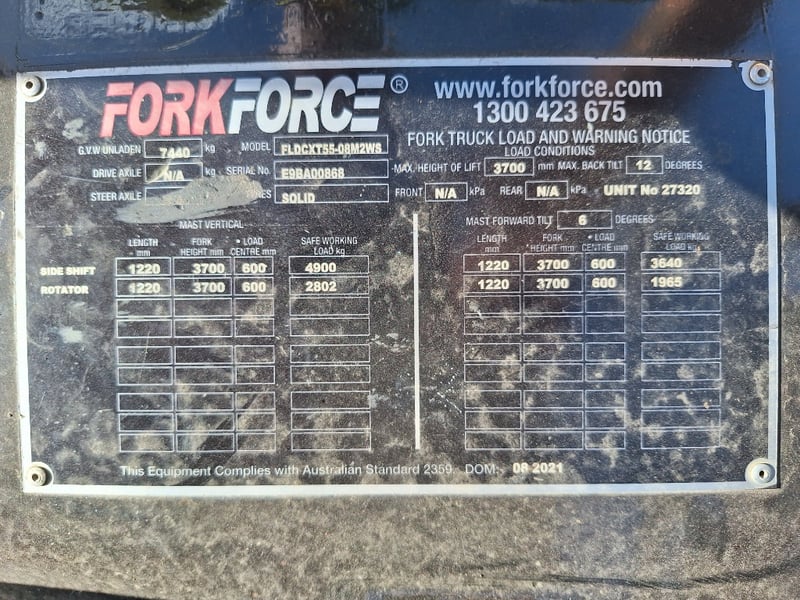 FORKFORCE® www.forkforce.com
1300 423 675
FORK TRUCK LOAD AND WARNING NOTICE
LOAD CONDITIONS
G.V.W UNLADEN 7440 kg MODEL FLDCXT55-08M2WS
DRIVE AXILE N/A kg SERIAL No. E9BA00868 MAX. HEIGHT OF LIFT 3700 mm MAX. BACK TILT 12 DEGREES
STEER AXILE SOLID FRONT N/A kPa REAR N/A kPa UNIT No 27320
MAST VERTICAL MAST FORWARD TILT 6 DEGREES
LENGTH mm FORK HEIGHT mm • LOAD CENTRE mm SAFE WORKING LOAD kg LENGTH mm FORK HEIGHT mm • LOAD CENTRE mm SAFE WORKING LOAD kg
SIDE SHIFT 1220 3700 600 4900 1220 3700 600 3640
ROTATOR 1220 3700 600 2802 1220 3700 600 1965
This Equipment Complies with Australian Standard 2359. DOM: 08 2021